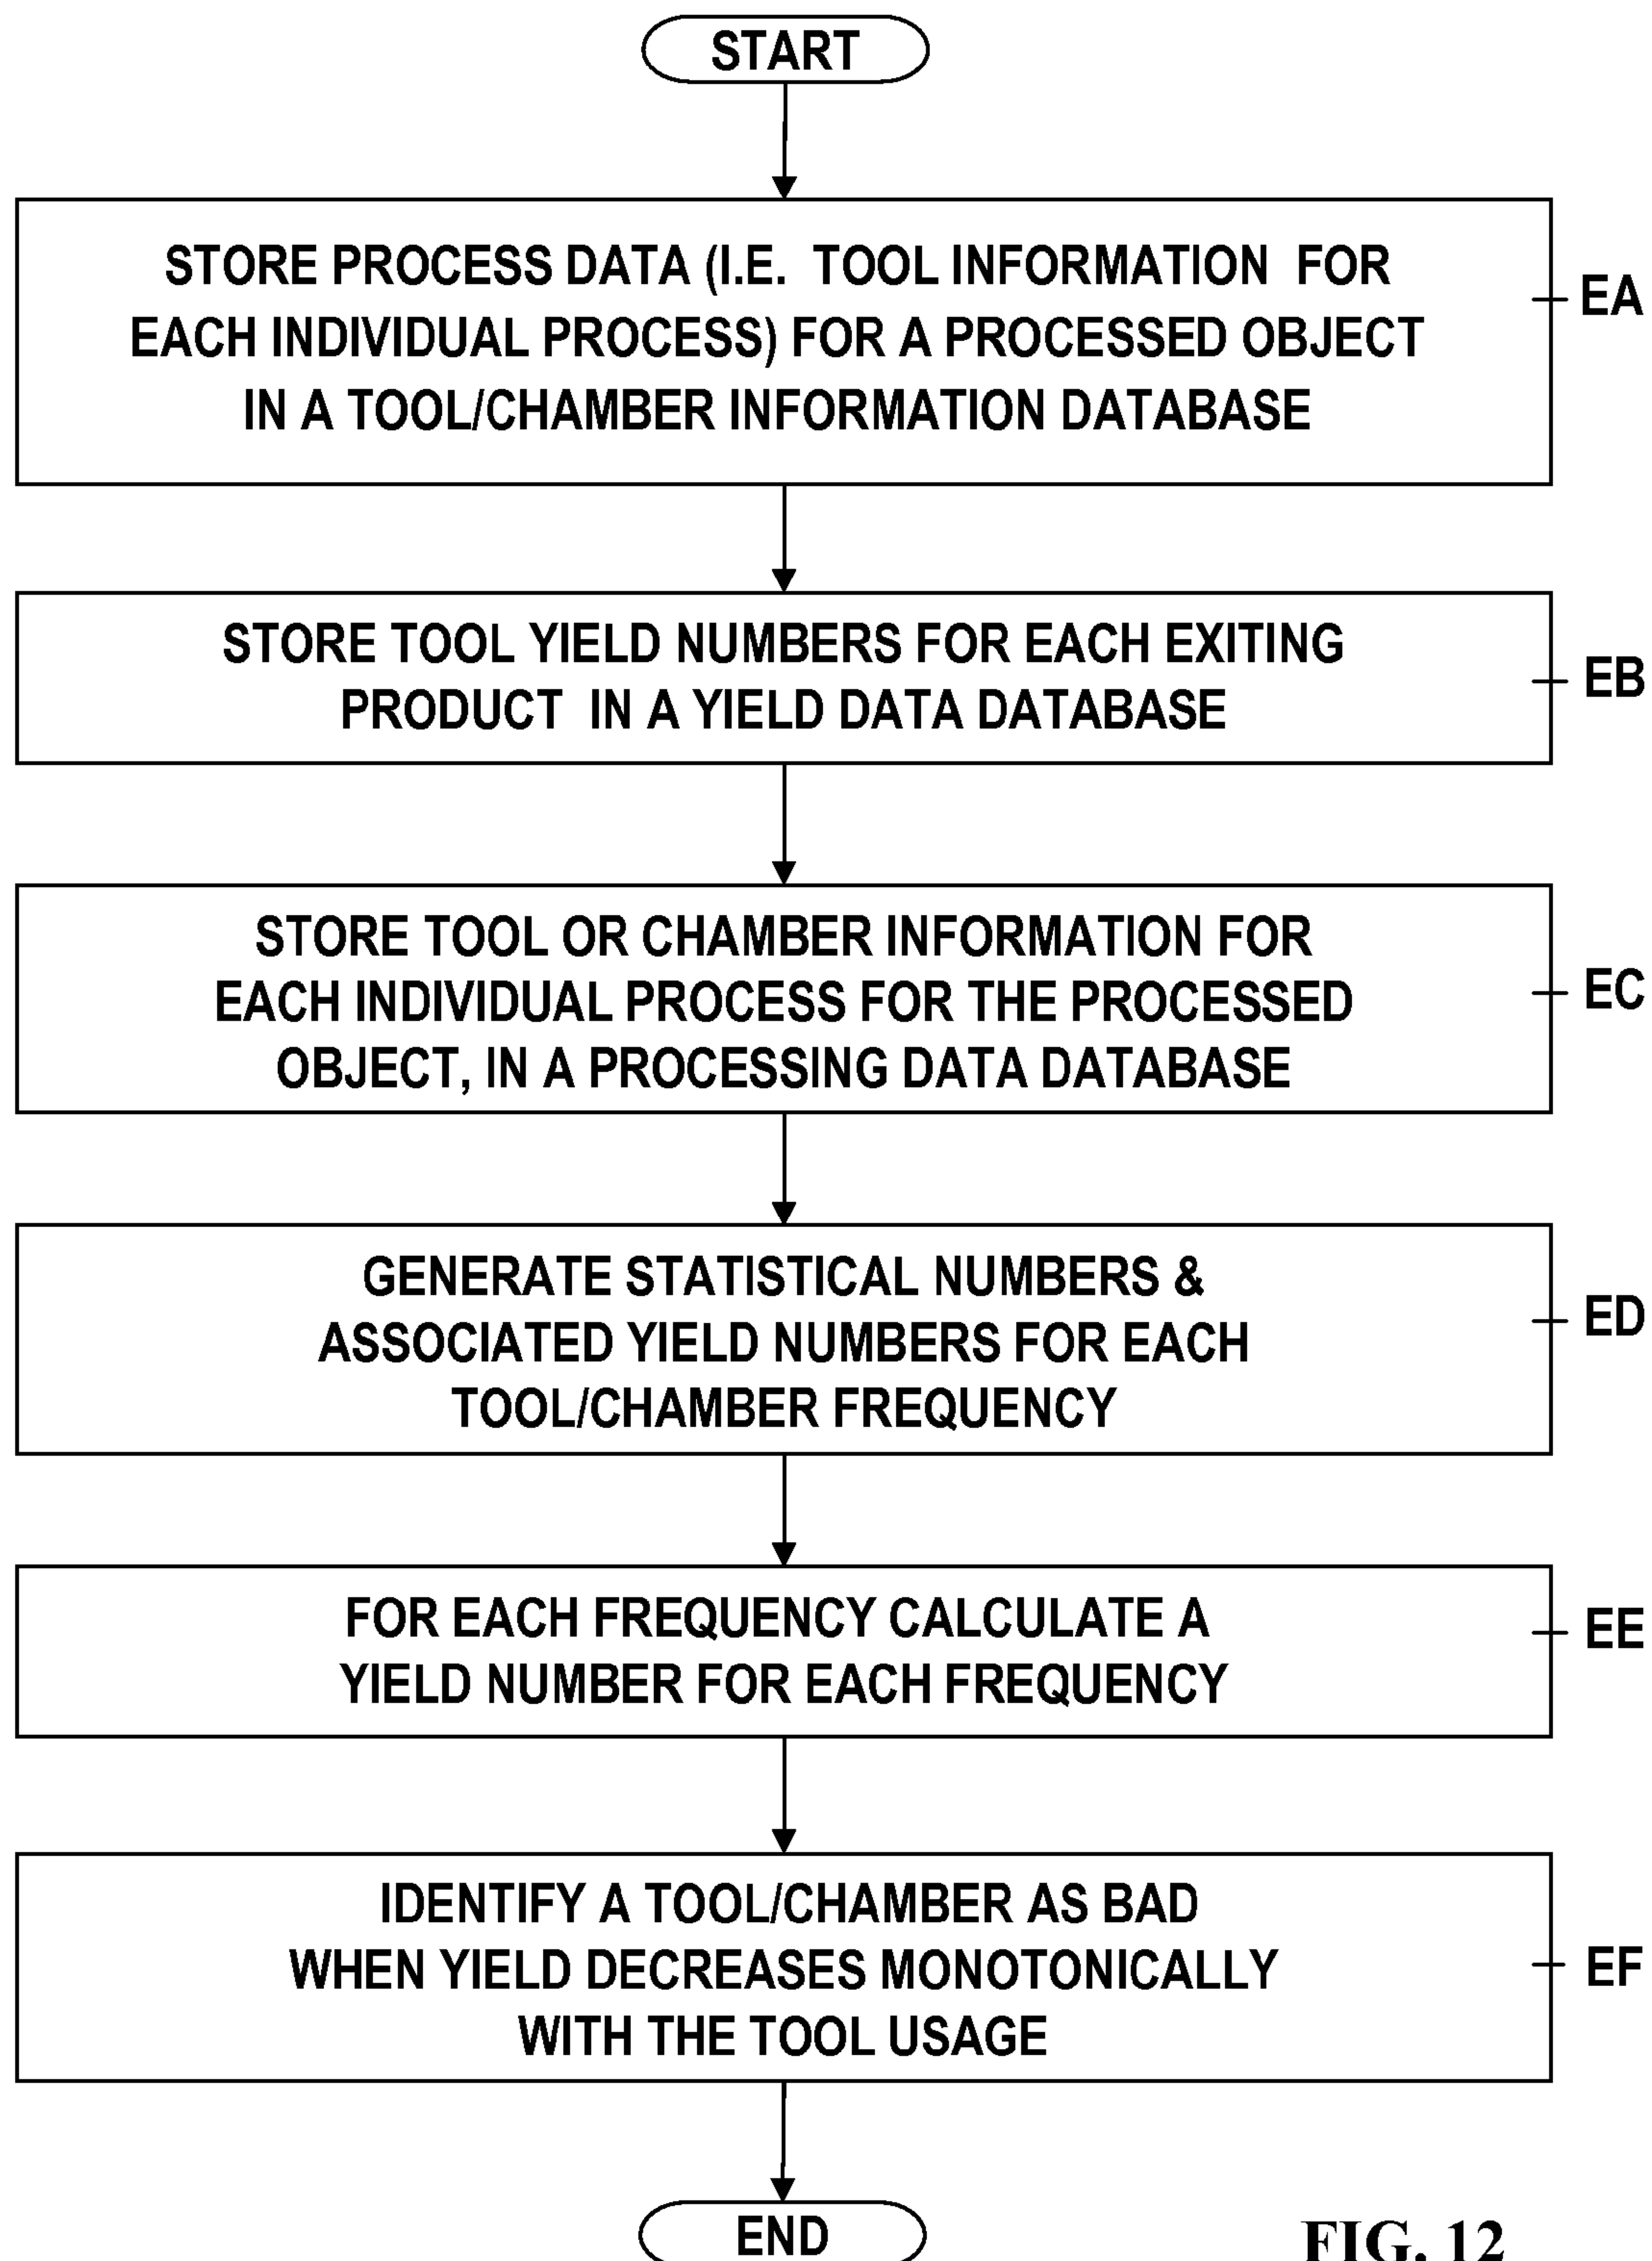 START
STORE PROCESS DATA (I.E. TOOL INFORMATION FOR
EACH INDIVIDUAL PROCESS) FOR A PROCESSED OBJECT
IN A TOOL/CHAMBER INFORMATION DATABASE
EA
STORE TOOL YIELD NUMBERS FOR EACH EXITING
PRODUCT IN A YIELD DATA DATABASE
EB
STORE TOOL OR CHAMBER INFORMATION FOR
EACH INDIVIDUAL PROCESS FOR THE PROCESSED
OBJECT, IN A PROCESSING DATA DATABASE
EC
GENERATE STATISTICAL NUMBERS &
ASSOCIATED YIELD NUMBERS FOR EACH
TOOL/CHAMBER FREQUENCY
ED
FOR EACH FREQUENCY CALCULATE A
YIELD NUMBER FOR EACH FREQUENCY
EE
IDENTIFY A TOOL/CHAMBER AS BAD
WHEN YIELD DECREASES MONOTONICALLY
WITH THE TOOL USAGE
EF
END
FIG. 12